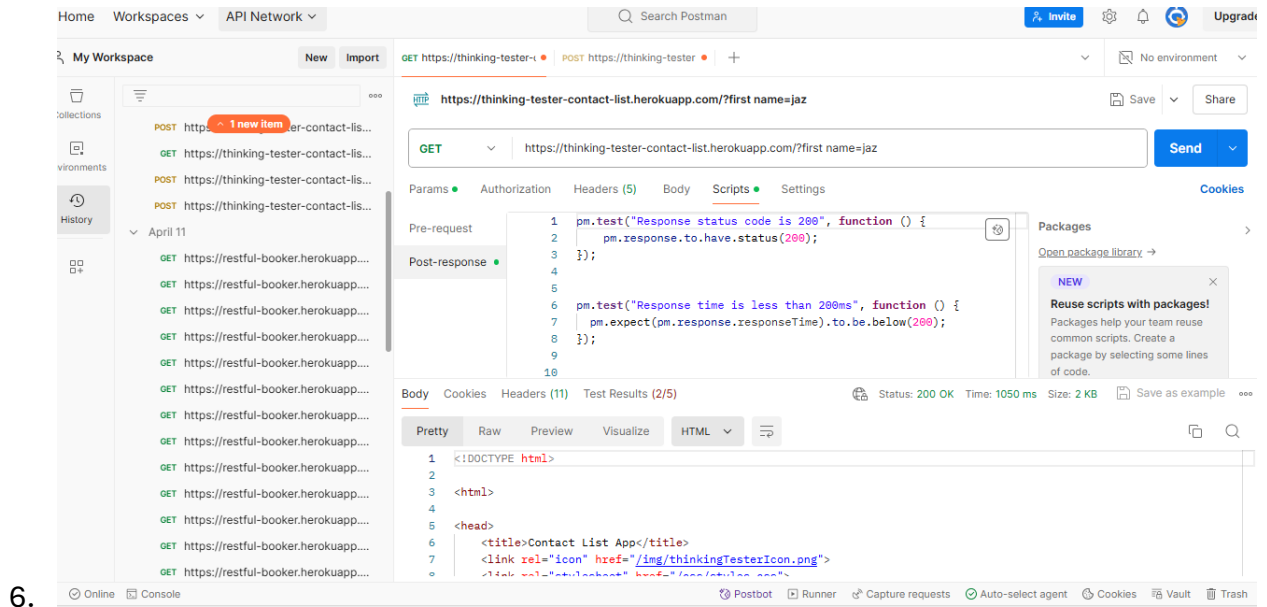 Home Workspaces API Network Search Postman Invite Upgrade
My Workspace New Import GET https://thinking-tester-c POST https://thinking-tester No environment
Collections
HTTP https://thinking-tester-contact-list.herokuapp.com/?first name=jaz Save Share
1 new item
POST https er-contact-lis...
GET https://thinking-tester-contact-lis...
POST https://thinking-tester-contact-lis...
POST https://thinking-tester-contact-lis...
Environments
History
April 11
GET https://restful-booker.herokuapp....
GET https://restful-booker.herokuapp....
GET https://restful-booker.herokuapp....
GET https://restful-booker.herokuapp....
GET https://restful-booker.herokuapp....
GET https://restful-booker.herokuapp....
GET https://restful-booker.herokuapp....
GET https://restful-booker.herokuapp....
GET https://restful-booker.herokuapp....
GET https://restful-booker.herokuapp....
GET https://restful-booker.herokuapp....
GET https://restful-booker.herokuapp....
GET https://restful-booker.herokuapp....
GET https://thinking-tester-contact-list.herokuapp.com/?first name=jaz Send
Params Authorization Headers (5) Body Scripts Settings Cookies
Pre-request
Post-response
1 pm.test("Response status code is 200", function () {
2 pm.response.to.have.status(200);
3 });
4
5
6 pm.test("Response time is less than 200ms", function () {
7 pm.expect(pm.response.responseTime).to.be.below(200);
8 });
9
10
Packages
Open package library →
NEW
Reuse scripts with packages!
Packages help your team reuse
common scripts. Create a
package by selecting some lines
of code.
Body Cookies Headers (11) Test Results (2/5) Status: 200 OK Time: 1050 ms Size: 2 KB Save as example
Pretty Raw Preview Visualize HTML
1 <!DOCTYPE html>
2
3 <html>
4
5 <head>
6 <title>Contact List App</title>
7 <link rel="icon" href="/img/thinkingTesterIcon.png">
8 <link rel="stylesheet" href="/css/styles.css">
6. Online Console Postbot Runner Capture requests Auto-select agent Cookies Vault Trash